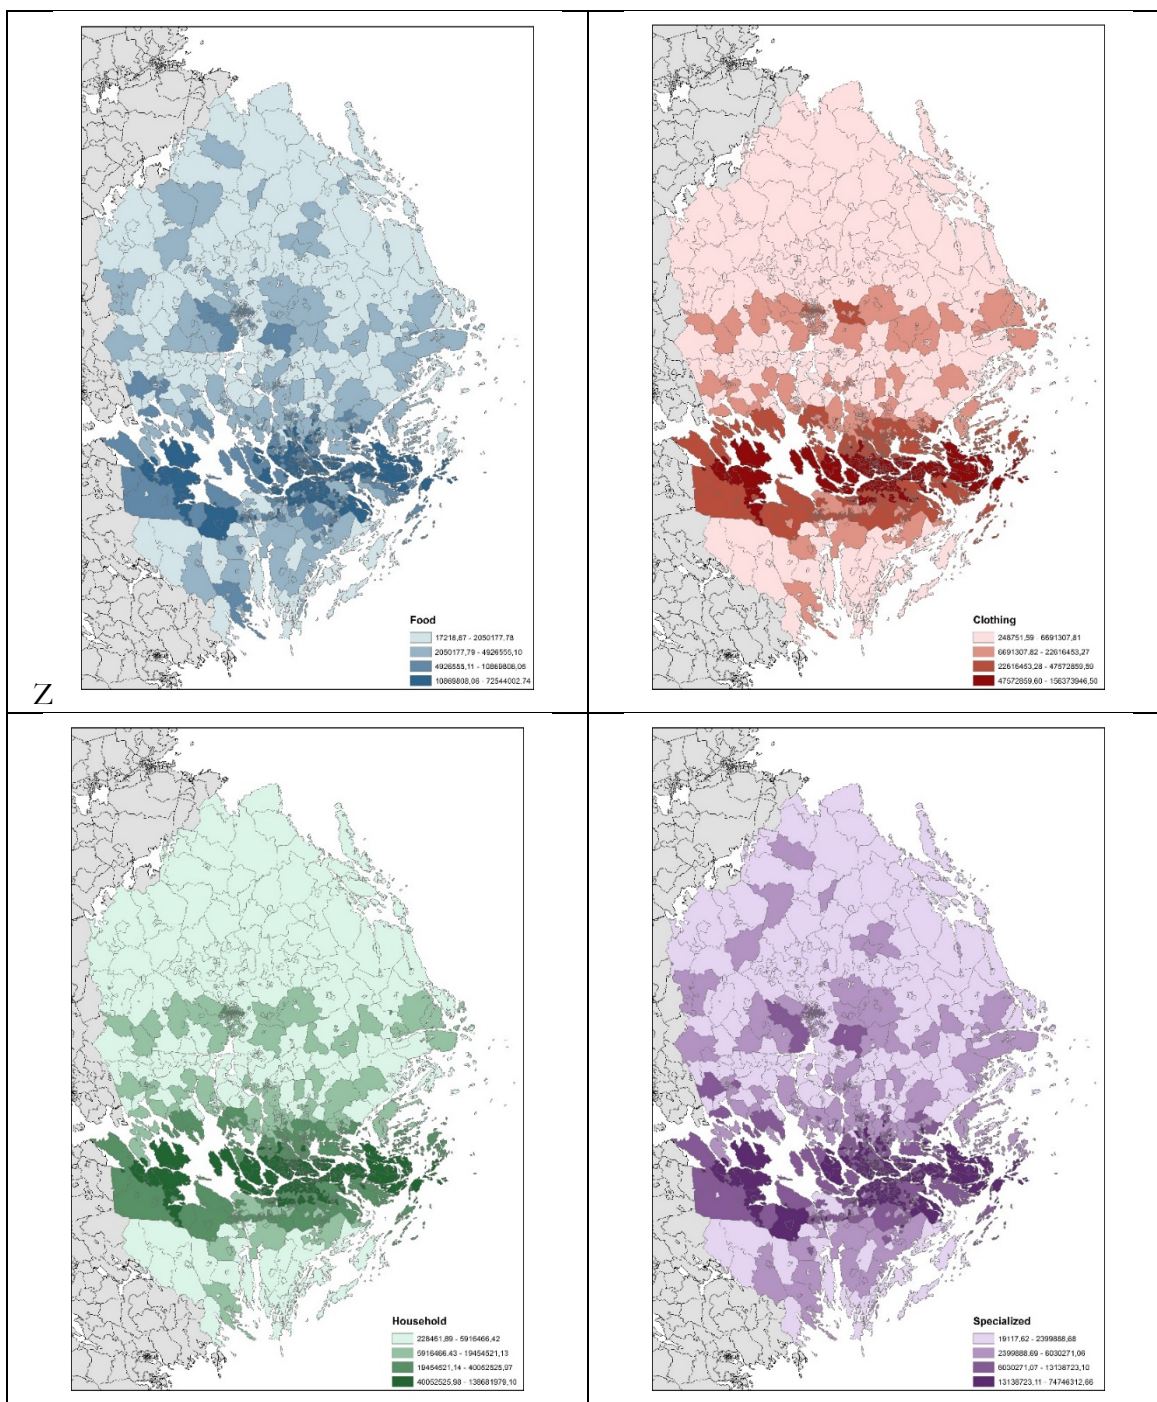 Food
17218,67 - 2050177,78
2050177,79 - 4926555,10
4926555,11 - 10869808,05
10869808,06 - 72544002,74
Z
Clothing
248751,59 - 6691307,81
6691307,82 - 22616453,27
22616453,28 - 47572859,59
47572859,60 - 156373946,50
Household
228461,89 - 5916466,42
5916466,43 - 19454521,13
19454521,14 - 40052525,97
40052525,98 - 138681979,10
Specialized
19117,62 - 2399888,68
2399888,69 - 6030271,06
6030271,07 - 13138723,10
13138723,11 - 74746312,66